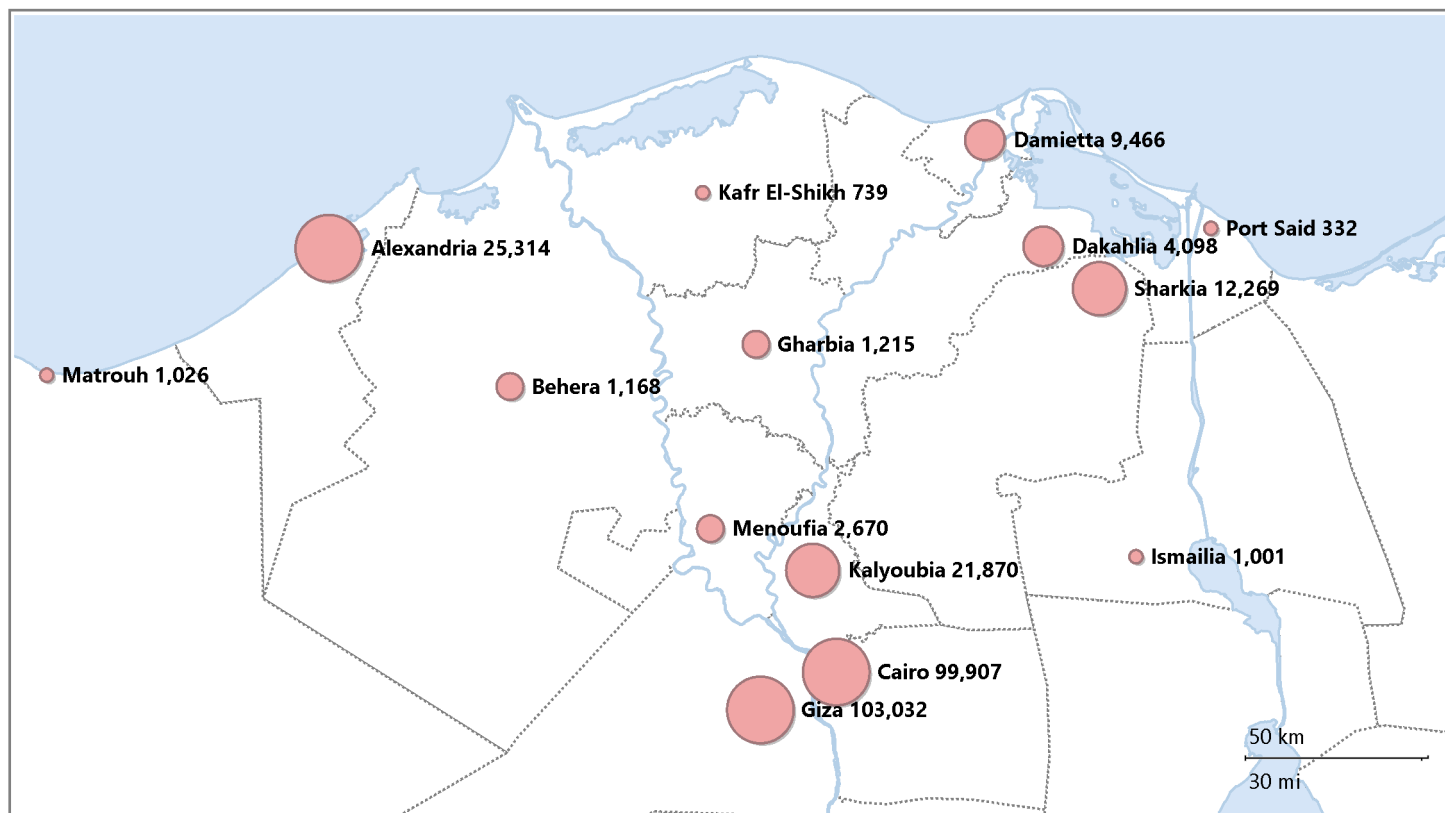 Damietta 9,466
Kafr El-Shikh 739
Port Said 332
Alexandria 25,314
Dakahlia 4,098
Sharkia 12,269
Gharbia 1,215
Matrouh 1,026
Behera 1,168
Menoufia 2,670
Ismailia 1,001
Kalyoubia 21,870
Cairo 99,907
Giza 103,032
50 km
30 mi